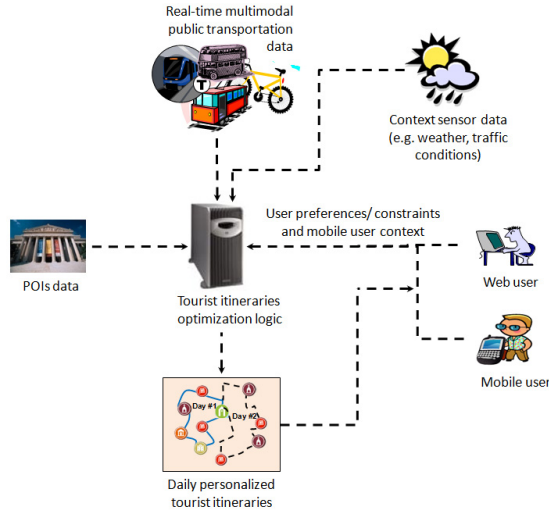 Real-time multimodal
public transportation
data
T
Context sensor data
(e.g. weather, traffic
conditions)
User preferences/ constraints
and mobile user context
POIs data
Web user
Tourist itineraries
optimization logic
Mobile user
Day #1
Day #2
Daily personalized
tourist itineraries